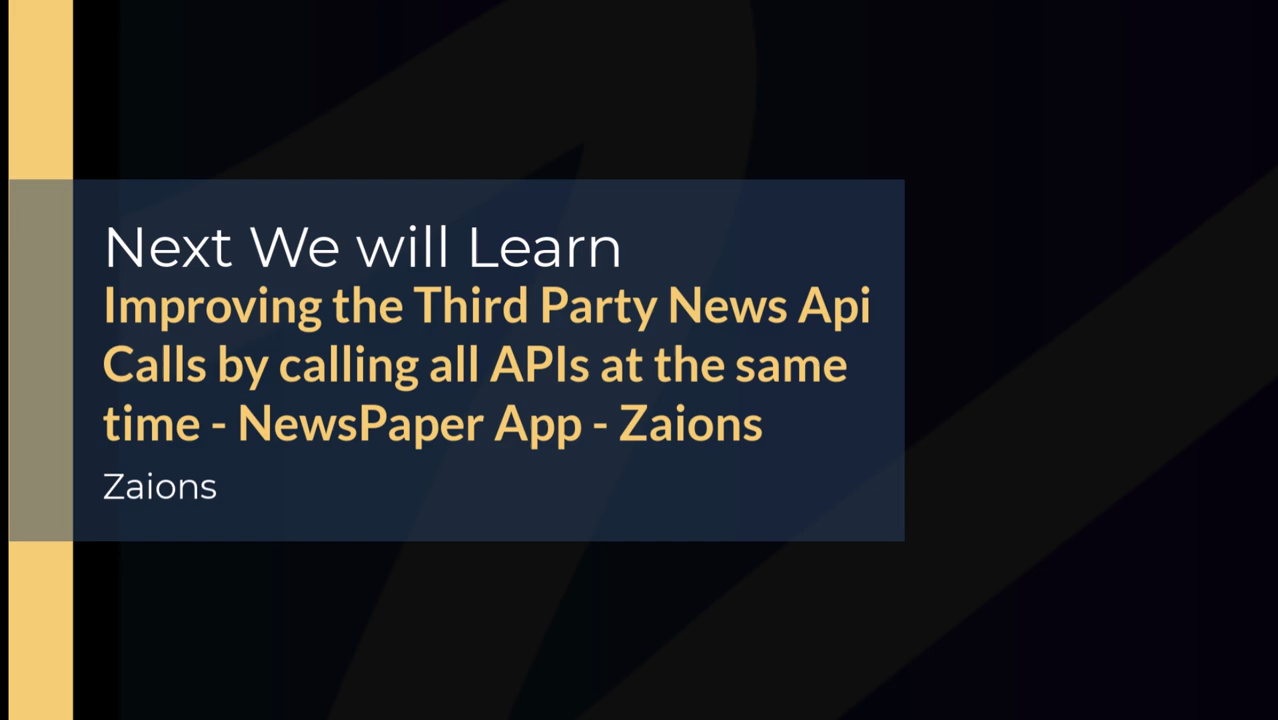 Next We will Learn
Improving the Third Party News Api
Calls by calling all APIs at the same
time - NewsPaper App - Zaions
Zaions